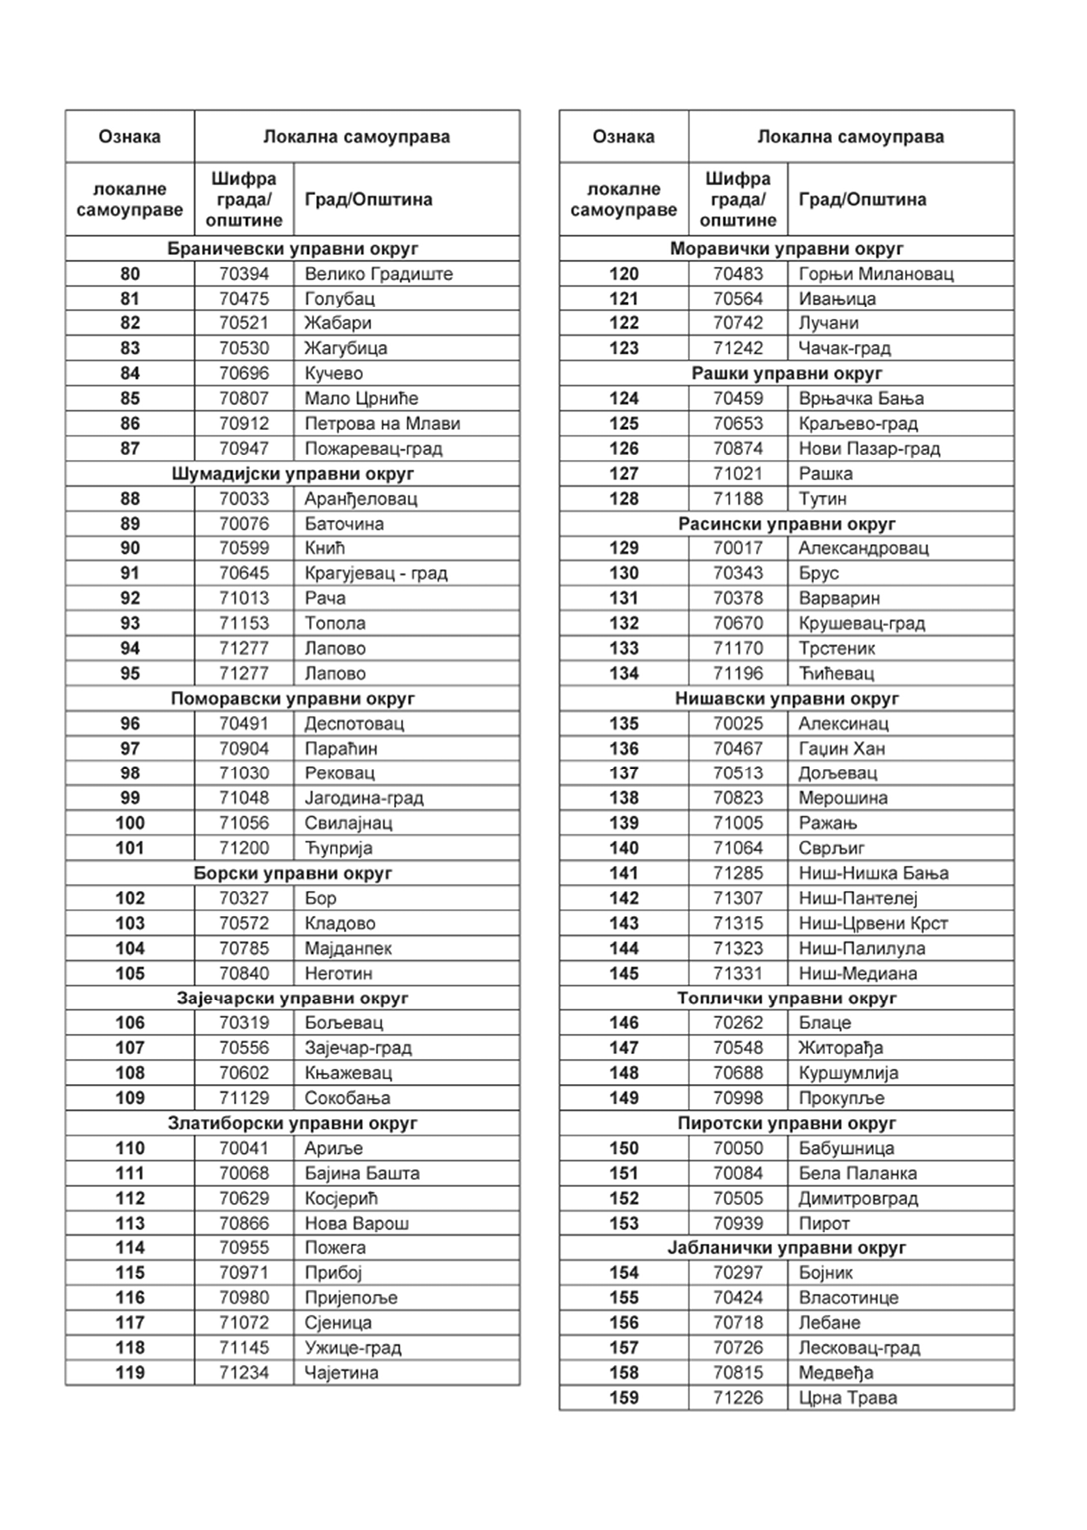 Ознака Локална самоуправа
локалне самоуправе Шифра града/ општине Град/Општина
Браничевски управни округ
80 70394 Велико Градиште
81 70475 Голубац
82 70521 Жабари
83 70530 Жагубица
84 70696 Кучево
85 70807 Мало Црниће
86 70912 Петрова на Млави
87 70947 Пожаревац-град
Шумадијски управни округ
88 70033 Аранђеловац
89 70076 Баточина
90 70599 Кнић
91 70645 Крагујевац - град
92 71013 Рача
93 71153 Топола
94 71277 Лапово
95 71277 Лапово
Поморавски управни округ
96 70491 Деспотовац
97 70904 Параћин
98 71030 Рековац
99 71048 Јагодина-град
100 71056 Свилајнац
101 71200 Ћуприја
Борски управни округ
102 70327 Бор
103 70572 Кладово
104 70785 Мајданпек
105 70840 Неготин
Зајечарски управни округ
106 70319 Бољевац
107 70556 Зајечар-град
108 70602 Књажевац
109 71129 Сокобања
Златиборски управни округ
110 70041 Ариље
111 70068 Бајина Башта
112 70629 Косјерић
113 70866 Нова Варош
114 70955 Пожега
115 70971 Прибој
116 70980 Пријепоље
117 71072 Сјеница
118 71145 Ужице-град
119 71234 Чајетина
Ознака Локална самоуправа
локалне самоуправе Шифра града/ општине Град/Општина
Моравички управни округ
120 70483 Горњи Милановац
121 70564 Ивањица
122 70742 Лучани
123 71242 Чачак-град
Рашки управни округ
124 70459 Врњачка Бања
125 70653 Краљево-град
126 70874 Нови Пазар-град
127 71021 Рашка
128 71188 Тутин
Расински управни округ
129 70017 Александровац
130 70343 Брус
131 70378 Варварин
132 70670 Крушевац-град
133 71170 Трстеник
134 71196 Ћићевац
Нишавски управни округ
135 70025 Алексинац
136 70467 Гаџин Хан
137 70513 Дољевац
138 70823 Мерошина
139 71005 Ражањ
140 71064 Сврљиг
141 71285 Ниш-Нишка Бања
142 71307 Ниш-Пантелеј
143 71315 Ниш-Црвени Крст
144 71323 Ниш-Палилула
145 71331 Ниш-Медиана
Топлички управни округ
146 70262 Блаце
147 70548 Житорађа
148 70688 Куршумлија
149 70998 Прокупље
Пиротски управни округ
150 70050 Бабушница
151 70084 Бела Паланка
152 70505 Димитровград
153 70939 Пирот
Јабланички управни округ
154 70297 Бојник
155 70424 Власотинце
156 70718 Лебане
157 70726 Лесковац-град
158 70815 Медвеђа
159 71226 Црна Трава